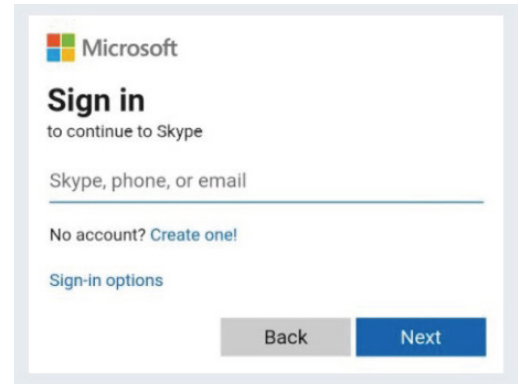 Microsoft
Sign in
to continue to Skype
Skype, phone, or email
No account? Create one!
Sign-in options
Back Next